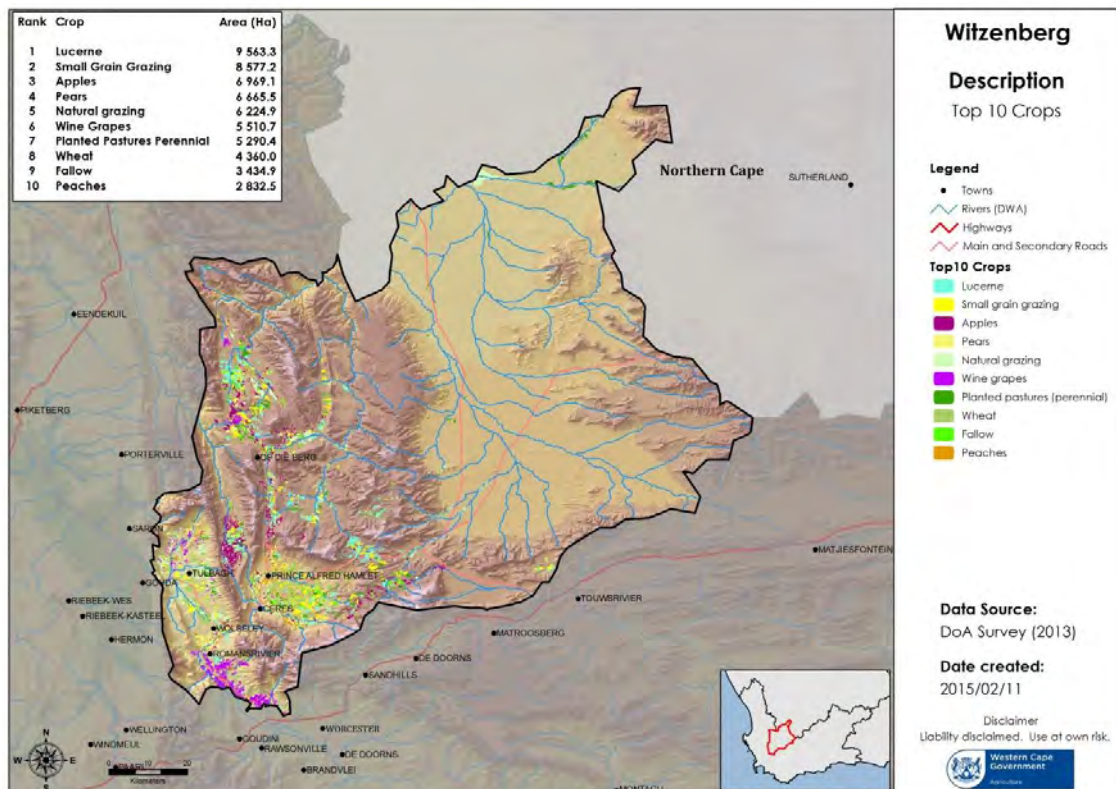 Rank Crop Area (Ha)
1 Lucerne 9 563.3
2 Small Grain Grazing 8 577.2
3 Apples 6 969.1
4 Pears 6 665.5
5 Natural grazing 6 224.9
6 Wine Grapes 5 510.7
7 Planted Pastures Perennial 5 290.4
8 Wheat 4 360.0
9 Fallow 3 434.9
10 Peaches 2 832.5
Northern Cape
SUTHERLAND
EENDEKUIL
PIKETBERG
PORTERVILLE
OP DIE BERG
SARON
MATJIESFONTEIN
TULBAGH
PRINCE ALFRED HAMLET
GOUDA
RIEBEEK-WES
TOUWSRIVIER
CERES
RIEBEEK-KASTEEL
WOLSELEY
MATROOSBERG
HERMON
ROMANSRIVIER
DE DOORNS
SANDHILLS
WELLINGTON
WORCESTER
GOUDINI
WINDMEUL
RAWSONVILLE
DE DOORNS
PAARL
BRANDVLEI
MONTAGU
N
W E
S
0 10 20
Kilometers
Witzenberg
Description
Top 10 Crops
Legend
Towns
Rivers (DWA)
Highways
Main and Secondary Roads
Top10 Crops
Lucerne
Small grain grazing
Apples
Pears
Natural grazing
Wine grapes
Planted pastures (perennial)
Wheat
Fallow
Peaches
Data Source:
DoA Survey (2013)
Date created:
2015/02/11
Disclaimer
Liability disclaimed. Use at own risk.
Western Cape
Government
Agriculture